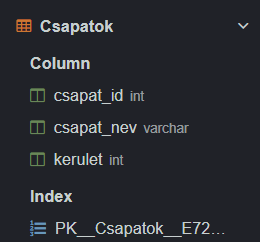 Csapatok
Column
csapat_id int
csapat_nev varchar
kerulet int
Index
PK__Csapatok__E72...